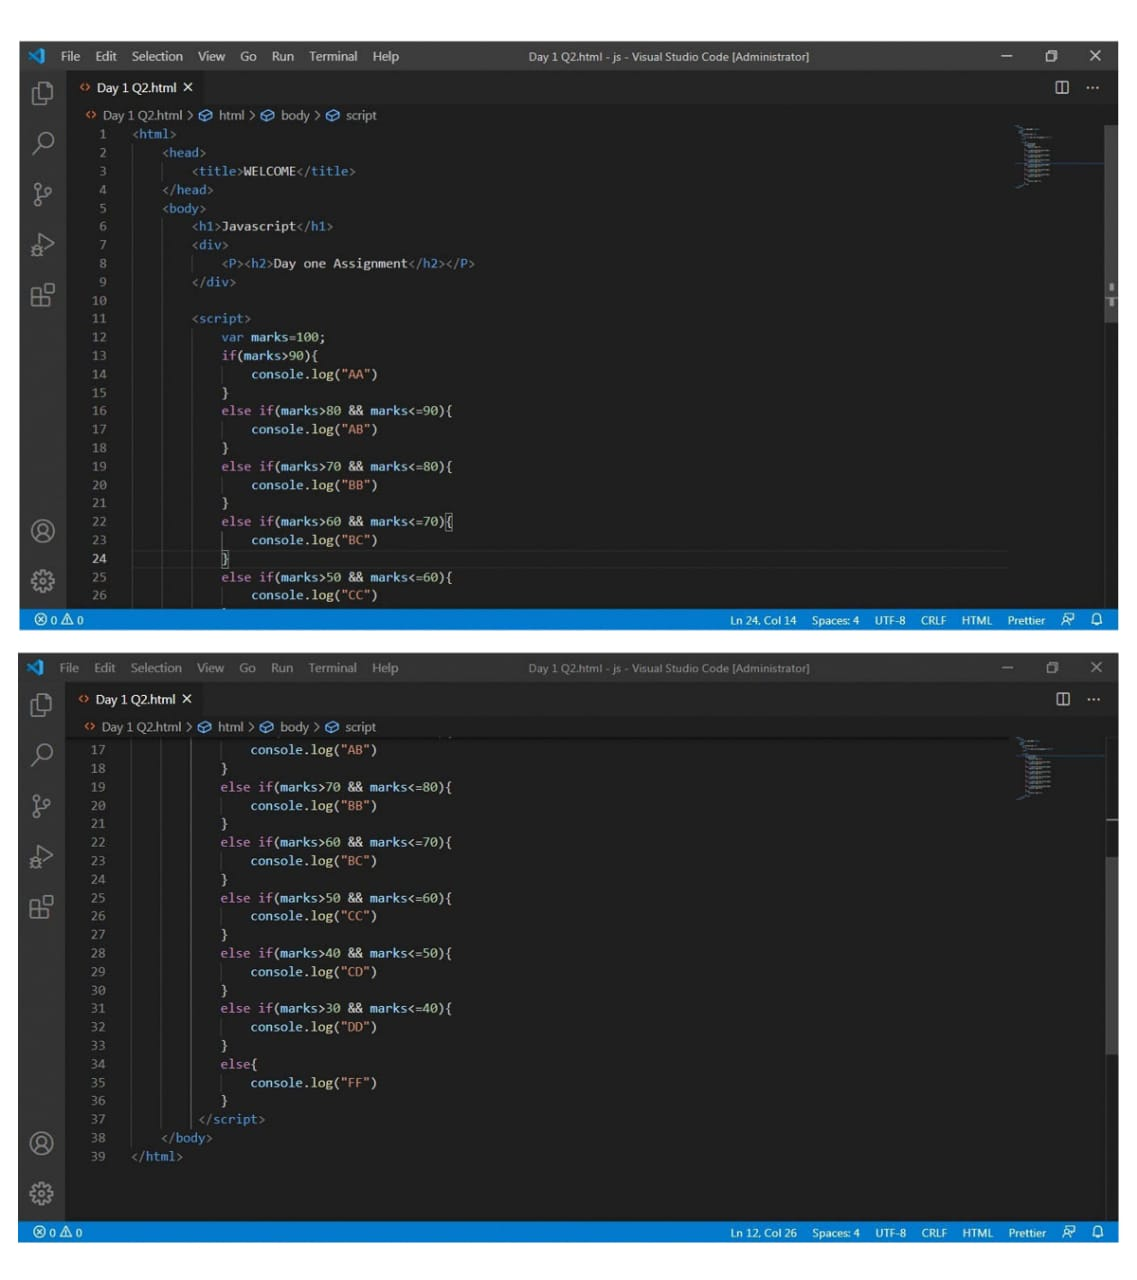 File Edit Selection View Go Run Terminal Help Day 1 Q2.html - js - Visual Studio Code [Administrator]
Day 1 Q2.html
Day 1 Q2.html > html > body > script
1 <html>
2 <head>
3 <title>WELCOME</title>
4 </head>
5 <body>
6 <h1>Javascript</h1>
7 <div>
8 <P><h2>Day one Assignment</h2></P>
9 </div>
10
11 <script>
12 var marks=100;
13 if(marks>90){
14 console.log("AA")
15 }
16 else if(marks>80 && marks<=90){
17 console.log("AB")
18 }
19 else if(marks>70 && marks<=80){
20 console.log("BB")
21 }
22 else if(marks>60 && marks<=70){
23 console.log("BC")
24 }
25 else if(marks>50 && marks<=60){
26 console.log("CC")
0 0 Ln 24, Col 14 Spaces: 4 UTF-8 CRLF HTML Prettier
File Edit Selection View Go Run Terminal Help Day 1 Q2.html - js - Visual Studio Code [Administrator]
Day 1 Q2.html
Day 1 Q2.html > html > body > script
17 console.log("AB")
18 }
19 else if(marks>70 && marks<=80){
20 console.log("BB")
21 }
22 else if(marks>60 && marks<=70){
23 console.log("BC")
24 }
25 else if(marks>50 && marks<=60){
26 console.log("CC")
27 }
28 else if(marks>40 && marks<=50){
29 console.log("CD")
30 }
31 else if(marks>30 && marks<=40){
32 console.log("DD")
33 }
34 else{
35 console.log("FF")
36 }
37 </script>
38 </body>
39 </html>
0 0 Ln 12, Col 26 Spaces: 4 UTF-8 CRLF HTML Prettier